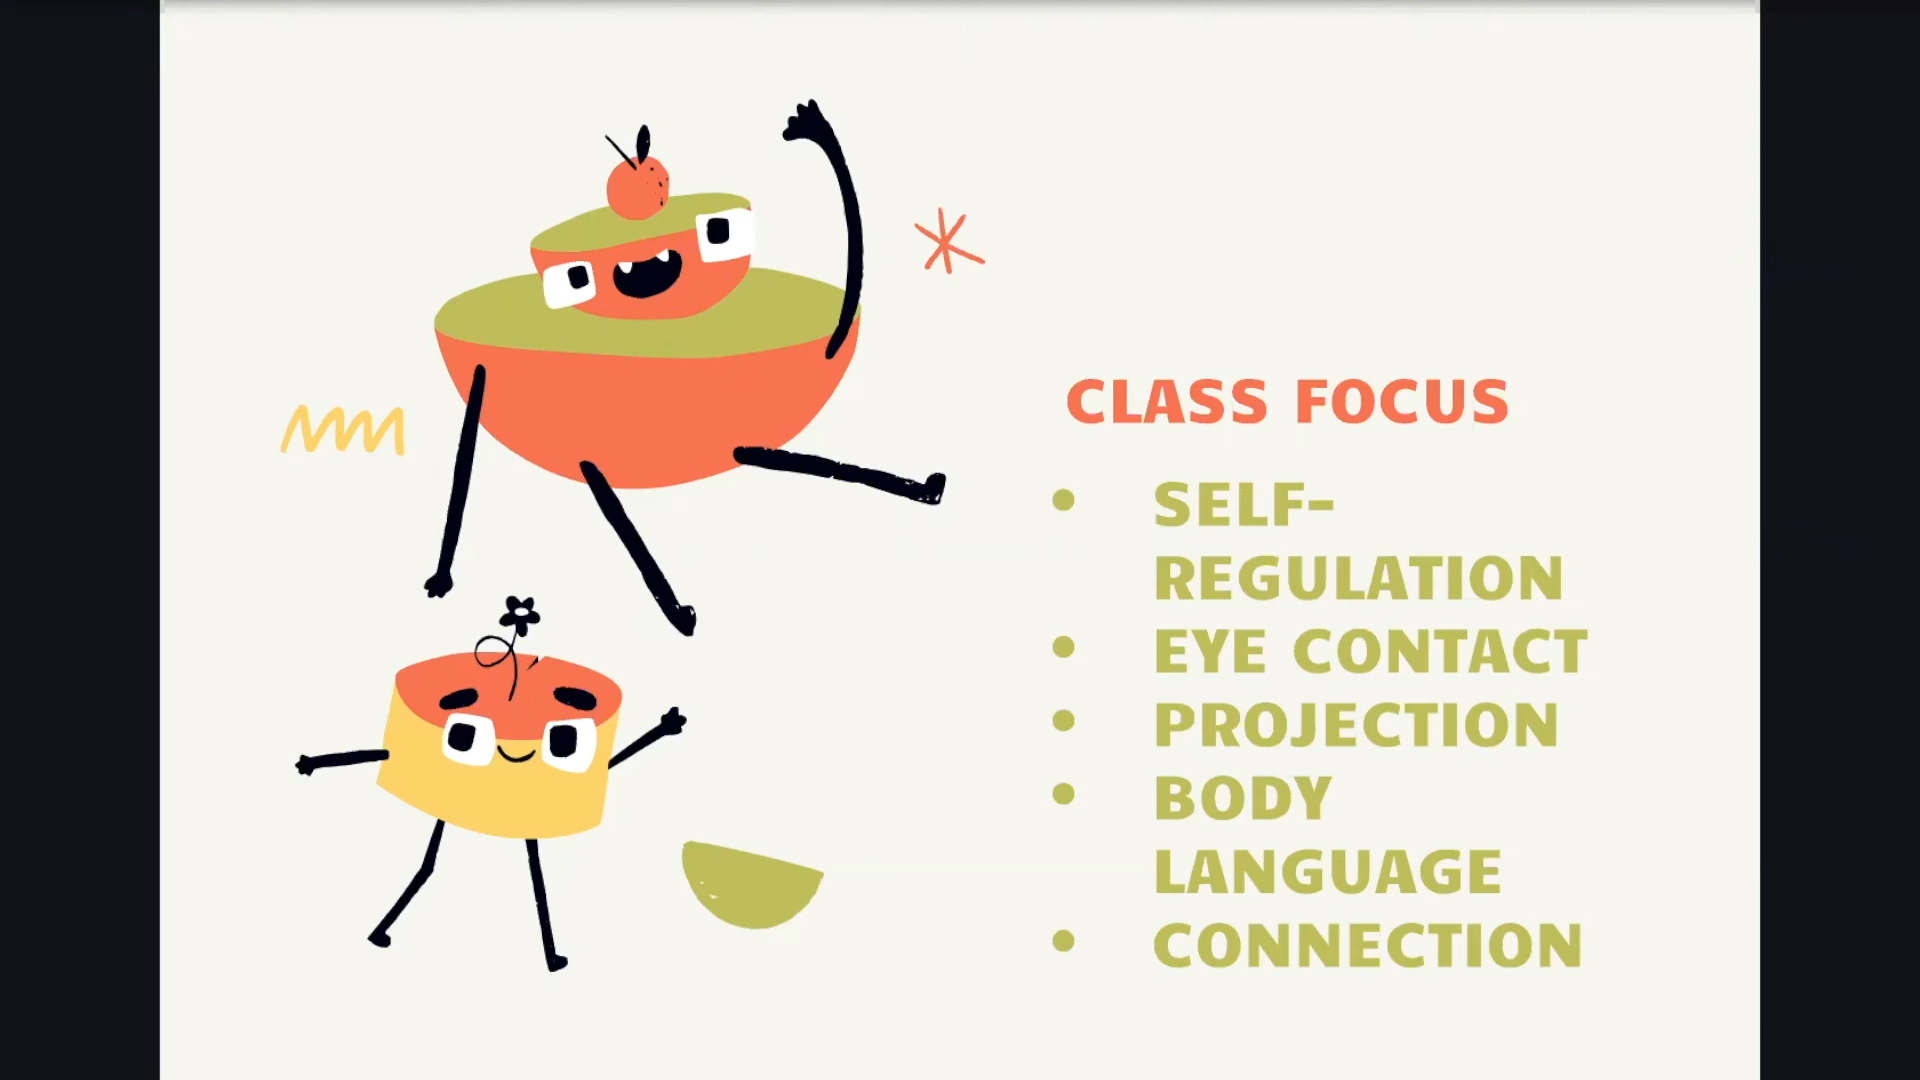 CLASS FOCUS
• SELF-
REGULATION
• EYE CONTACT
• PROJECTION
• BODY
LANGUAGE
• CONNECTION